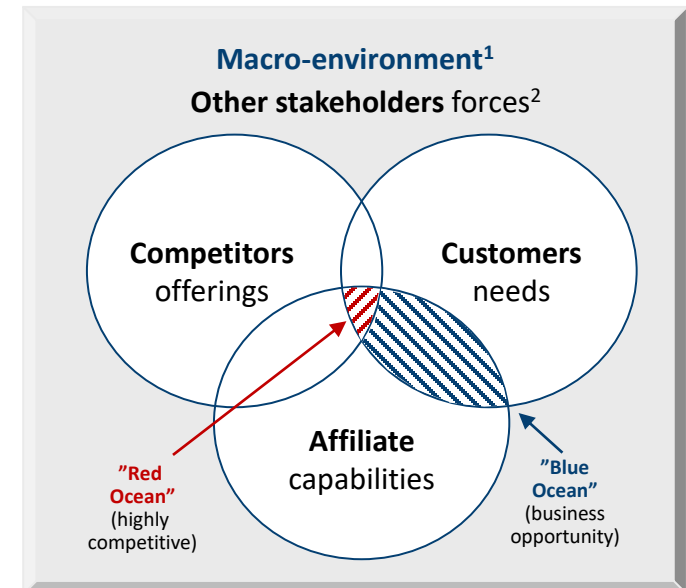 Macro-environment¹
Other stakeholders forces²
Competitors
offerings
Customers
needs
Affiliate
capabilities
”Red
Ocean”
(highly
competitive)
”Blue
Ocean”
(business
opportunity)